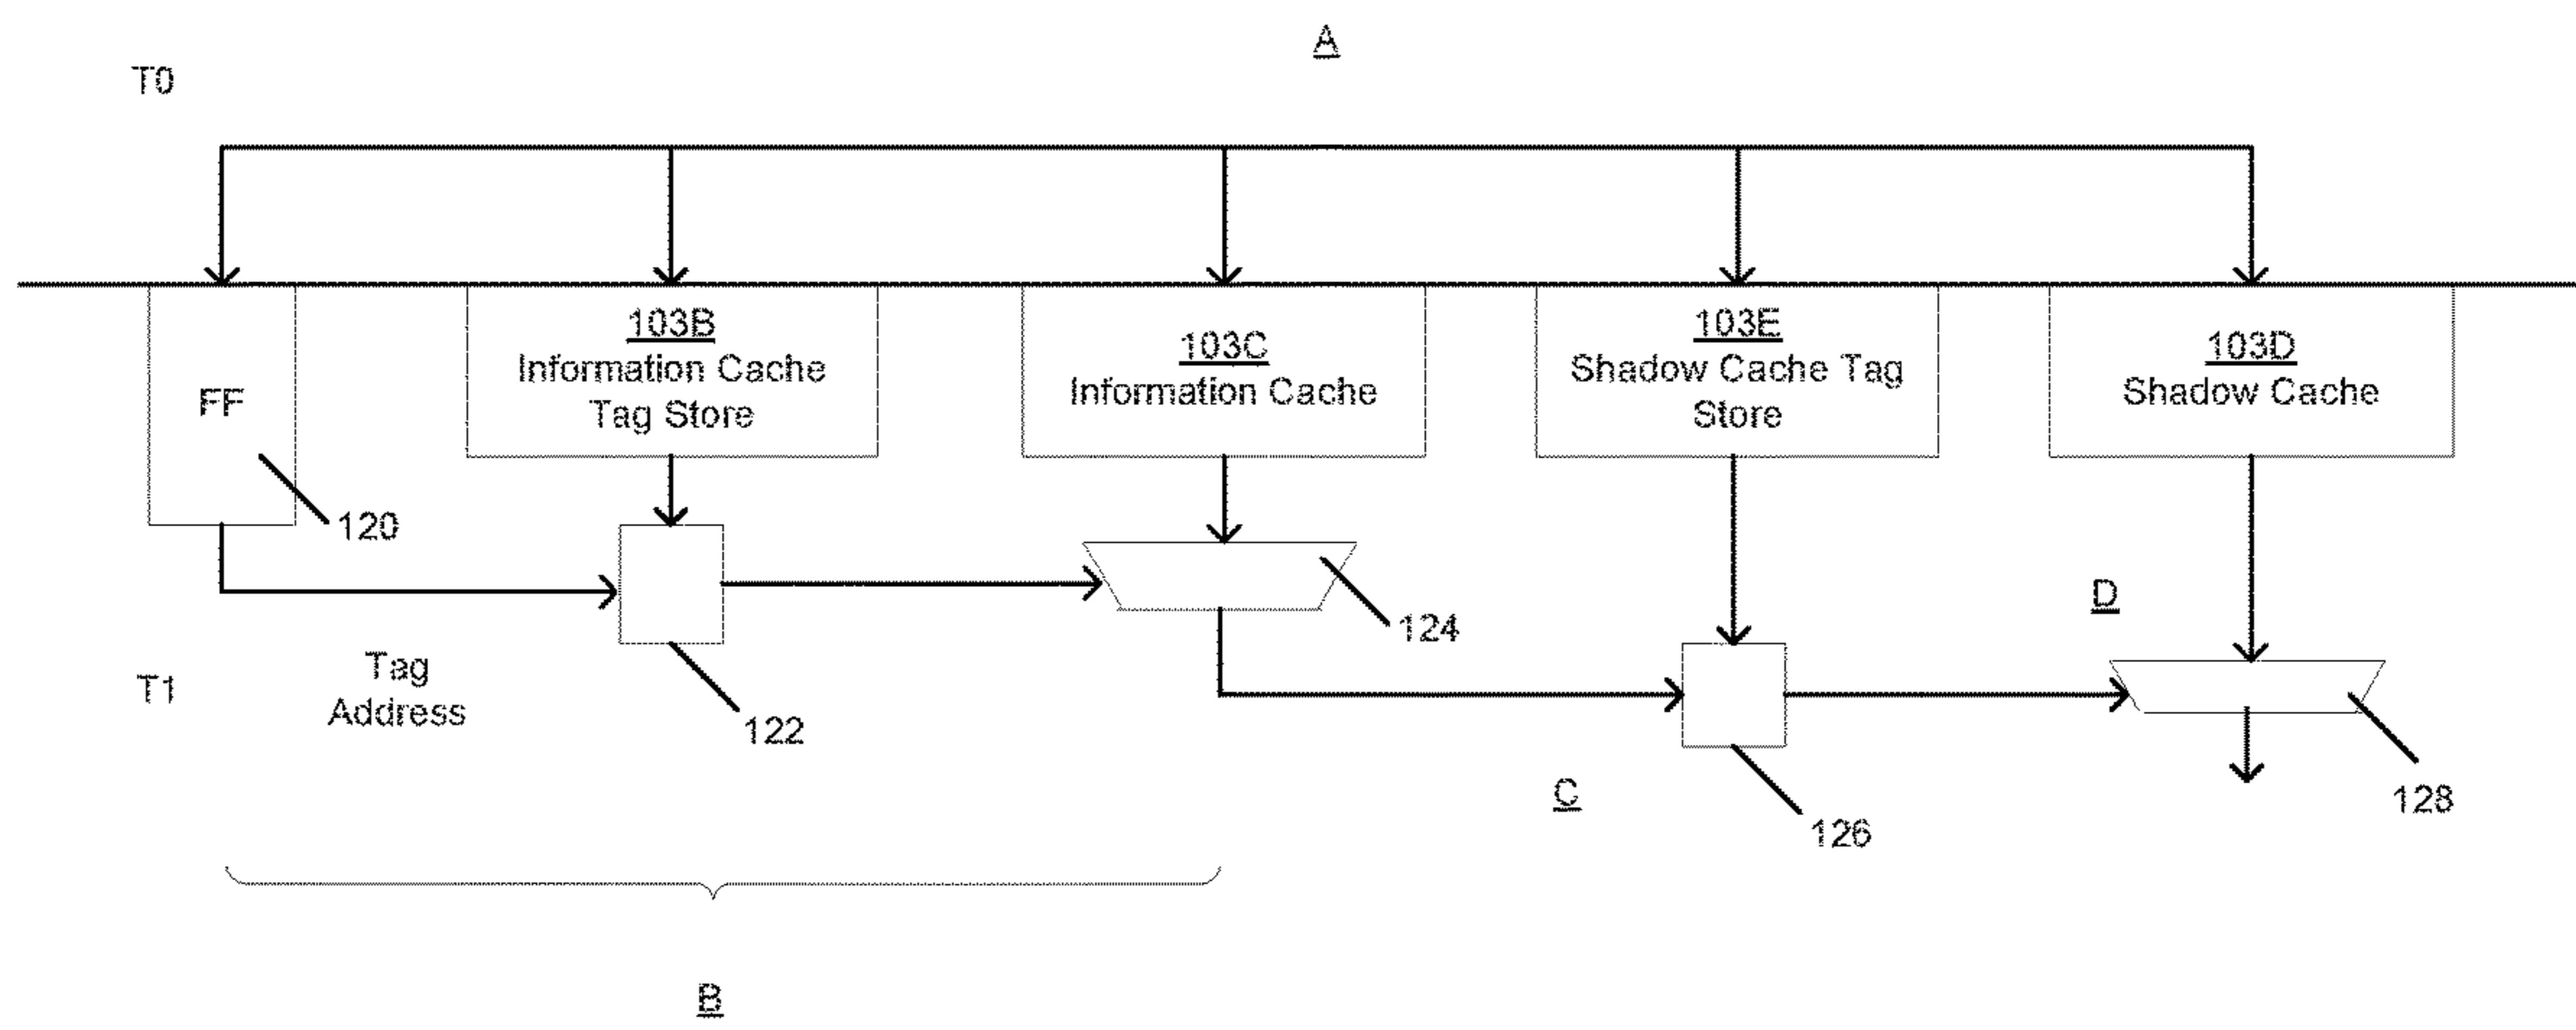 A
T0
103B
Information Cache
Tag Store
103C
Information Cache
103E
Shadow Cache Tag
Store
103D
Shadow Cache
FF
120
124
D
T1
Tag
Address
122
C
126
128
B